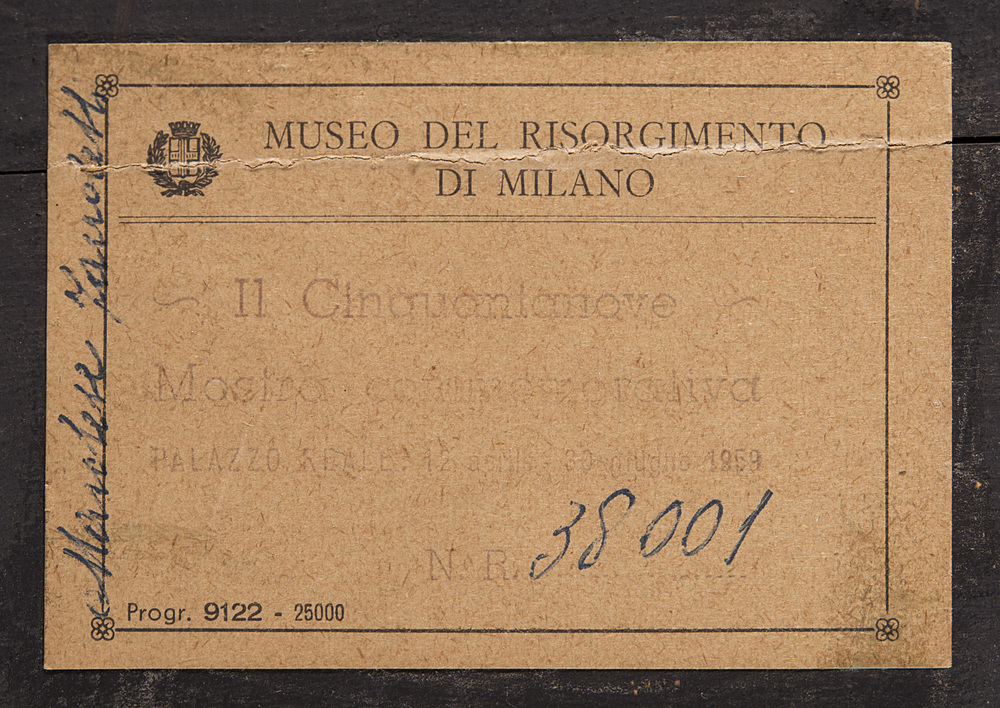 MUSEO DEL RISORGIMENTO
DI MILANO
Il Cinquantanove
Mostra commemorativa
PALAZZO REALE: 12 aprile - 30 giugno 1959
N. R. 38001
Progr. 9122 - 25000